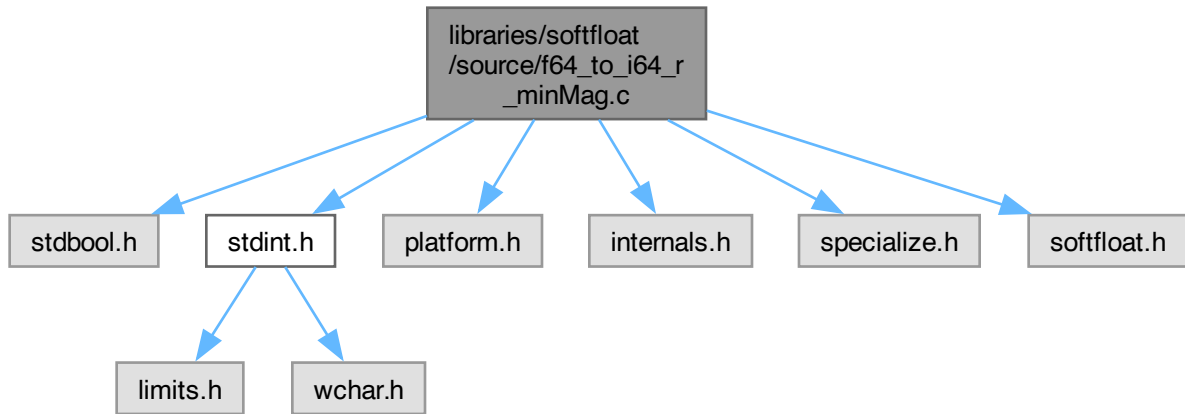 libraries/softfloat
/source/f64_to_i64_r
_minMag.c
stdbool.h
stdint.h
platform.h
internals.h
specialize.h
softfloat.h
limits.h
wchar.h